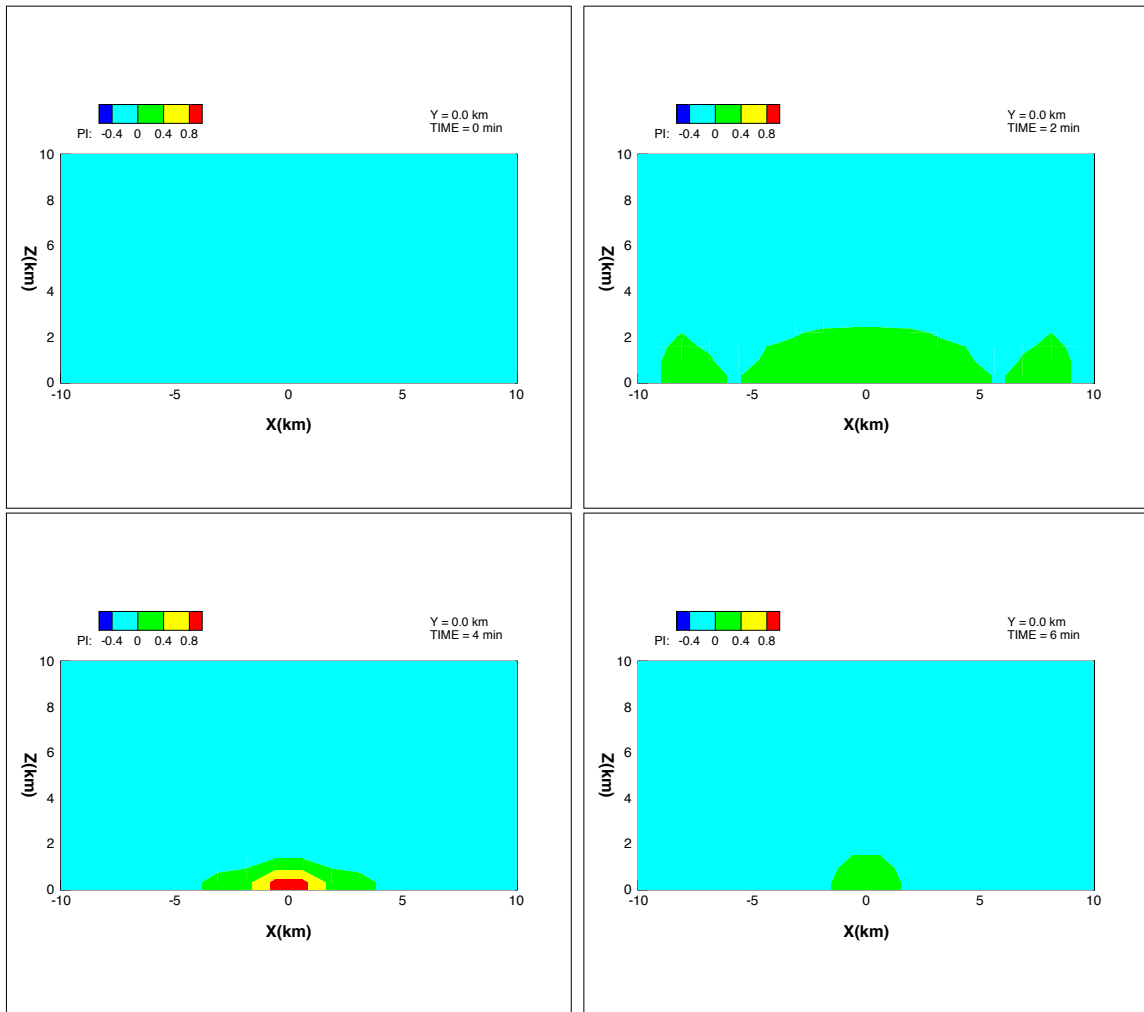 Y = 0.0 km
TIME = 0 min
PI: -0.4 0 0.4 0.8
10
8
6
4
2
0
Z(km)
-10 -5 0 5 10
X(km)
Y = 0.0 km
TIME = 2 min
PI: -0.4 0 0.4 0.8
10
8
6
4
2
0
Z(km)
-10 -5 0 5 10
X(km)
Y = 0.0 km
TIME = 4 min
PI: -0.4 0 0.4 0.8
10
8
6
4
2
0
Z(km)
-10 -5 0 5 10
X(km)
Y = 0.0 km
TIME = 6 min
PI: -0.4 0 0.4 0.8
10
8
6
4
2
0
Z(km)
-10 -5 0 5 10
X(km)